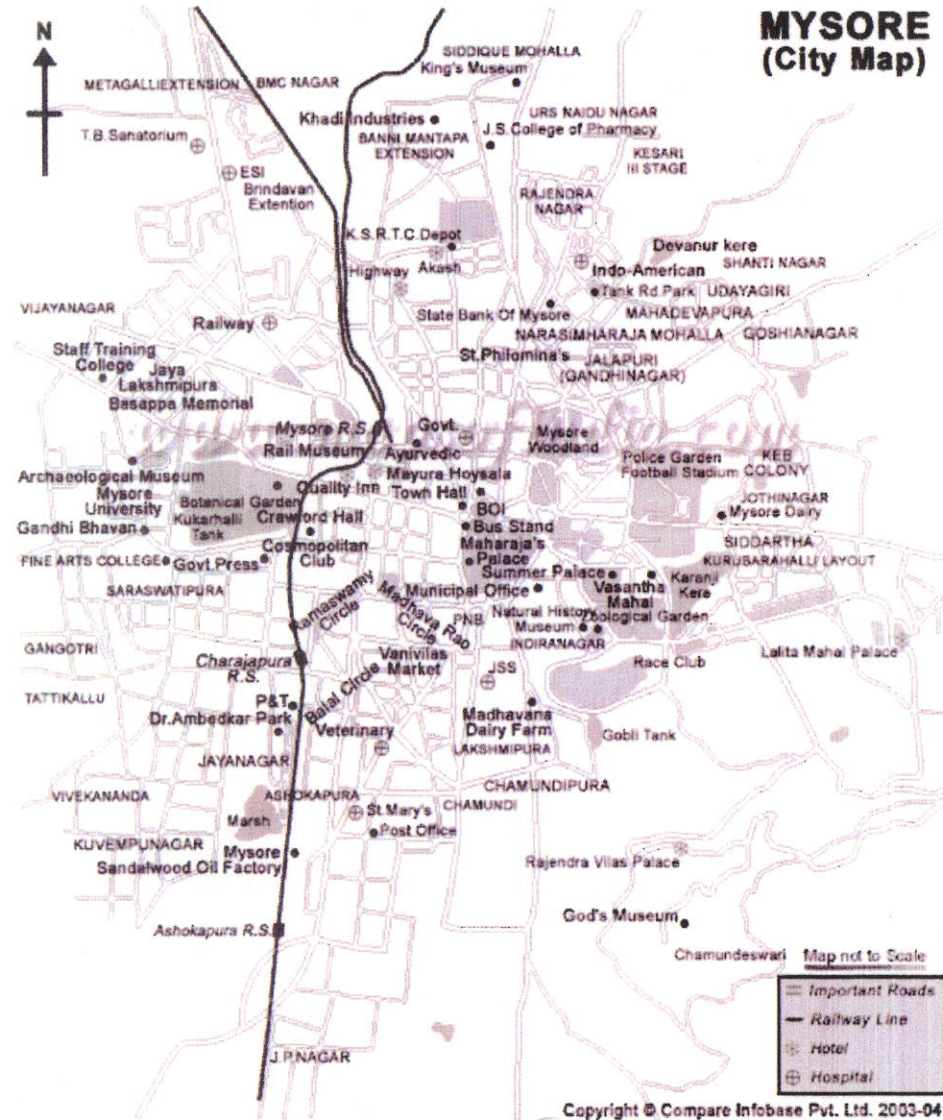 MYSORE
(City Map)
N
SIDDIQUE MOHALLA
King's Museum
METAGALLIEXTENSION
BMC NAGAR
URS NAIDU NAGAR
Khadi Industries
J.S.College of Pharmacy
T.B.Sanatorium
BANNI MANTAPA
EXTENSION
KESARI
III STAGE
ESI
Brindavan
Extention
RAJENDRA
NAGAR
K.S.R.T.C.Depot
Akash
Highway
Devanur kere
SHANTI NAGAR
Indo-American
Tank Rd.Park
UDAYAGIRI
VIJAYANAGAR
State Bank Of Mysore
MAHADEVAPURA
Railway
NARASIMHARAJA MOHALLA
GOSHIANAGAR
Staff Training
College
St.Philomina's
JALAPURI
(GANDHINAGAR)
Jaya
Lakshmipura
Basappa Memorial
Mysore R.S.
Rail Museum
Govt.
Ayurvedic
Mysore
Woodland
Police Garden
Football Stadium
KEB
COLONY
Archaeological Museum
Mayura Hoysala
Mysore
University
Botanical Garden
Quality Inn
Town Hall
BOI
JOTHINAGAR
Mysore Dairy
Kukarhalli
Tank
Crawford Hall
Gandhi Bhavan
Bus Stand
Cosmopolitan
Club
Maharaja's
Palace
SIDDARTHA
FINE ARTS COLLEGE
Govt.Press
Summer Palace
KURUBARAHALLI LAYOUT
Vasantha
Mahal
Karanji
Kere
SARASWATIPURA
Municipal Office
Ramaswamy
Circle
Madhava Rao
Circle
PNB
Natural History
Museum
Zoological Garden
INDIRANAGAR
GANGOTRI
Vanivilas
Market
Charajapura
R.S.
JSS
Race Club
Lalita Mahal Palace
TATTIKALLU
Ballal Circle
P&T
Dr.Ambedkar Park
Veterinary
Madhavana
Dairy Farm
Gobli Tank
LAKSHMIPURA
JAYANAGAR
CHAMUNDIPURA
VIVEKANANDA
ASHOKAPURA
CHAMUNDI
Marsh
St.Mary's
Post Office
KUVEMPUNAGAR
Mysore
Sandalwood Oil Factory
Rajendra Vilas Palace
God's Museum
Ashokapura R.S.
Chamundeswari
Map not to Scale
Important Roads
Railway Line
Hotel
Hospital
J.P.NAGAR
Copyright © Compare Infobase Pvt. Ltd. 2003-04